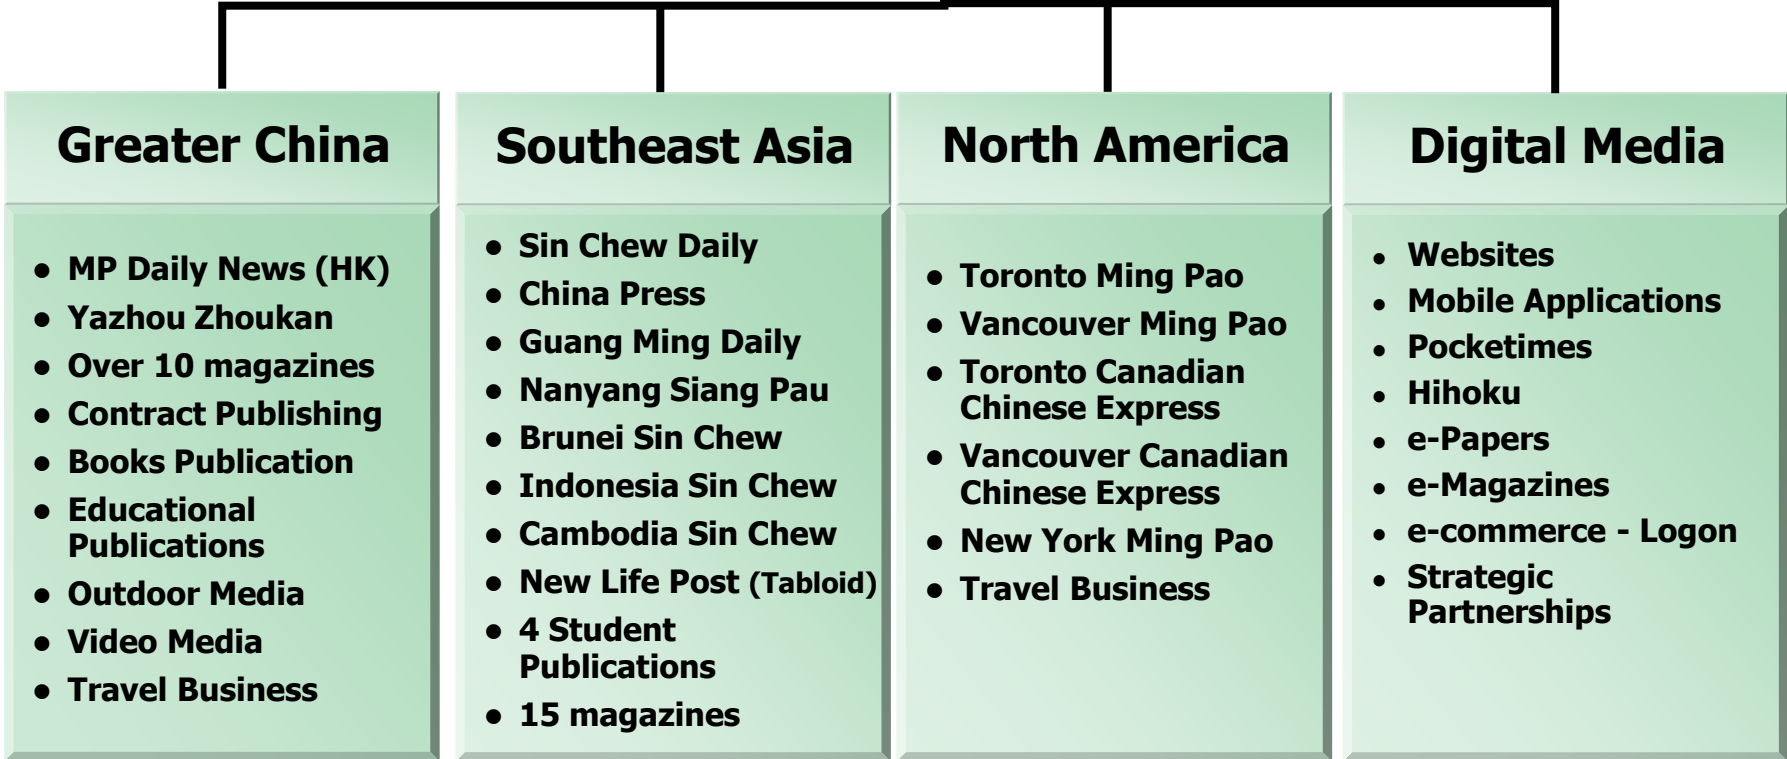 Greater China
● MP Daily News (HK)
● Yazhou Zhoukan
● Over 10 magazines
● Contract Publishing
● Books Publication
● Educational
Publications
● Outdoor Media
● Video Media
● Travel Business
Southeast Asia
● Sin Chew Daily
● China Press
● Guang Ming Daily
● Nanyang Siang Pau
● Brunei Sin Chew
● Indonesia Sin Chew
● Cambodia Sin Chew
● New Life Post (Tabloid)
● 4 Student
Publications
● 15 magazines
North America
● Toronto Ming Pao
● Vancouver Ming Pao
● Toronto Canadian
Chinese Express
● Vancouver Canadian
Chinese Express
● New York Ming Pao
● Travel Business
Digital Media
● Websites
● Mobile Applications
● Pocketimes
● Hihoku
● e-Papers
● e-Magazines
● e-commerce - Logon
● Strategic
Partnerships